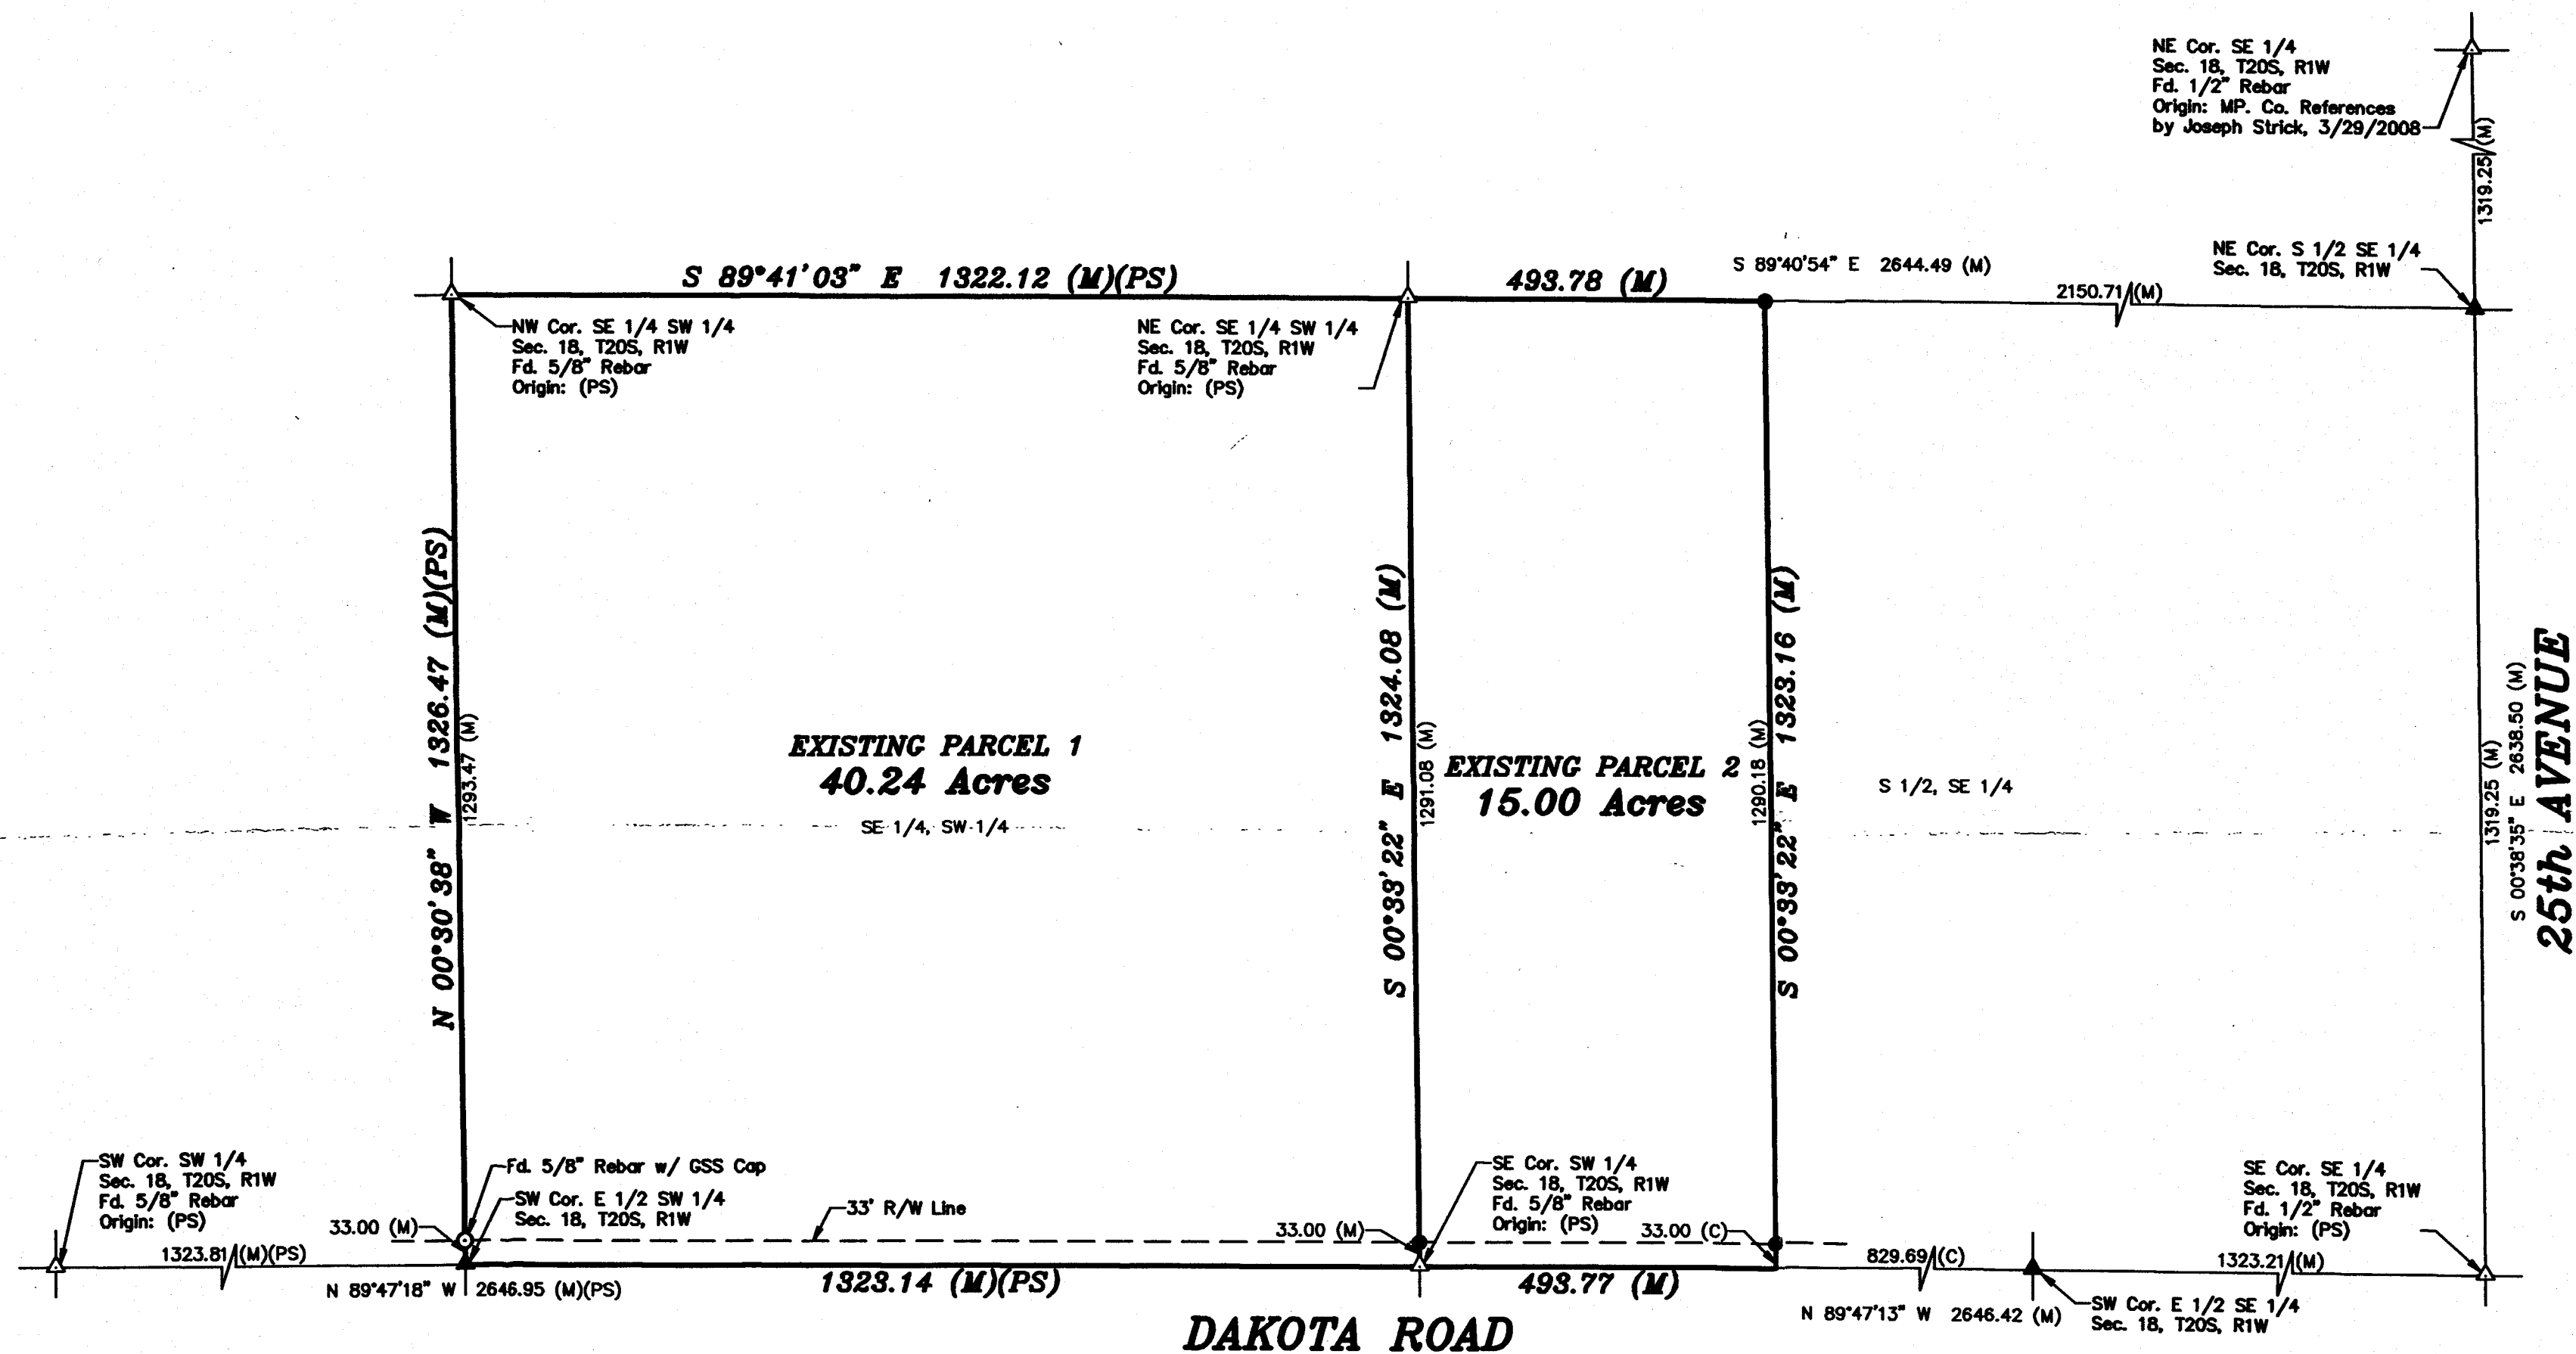 NE Cor. SE 1/4
Sec. 18, T20S, R1W
Fd. 1/2" Rebar
Origin: MP. Co. References
by Joseph Strick, 3/29/2008
1319.25 (M)
S 89°41'03" E 1322.12 (M)(PS)
493.78 (M)
S 89°40'54" E 2644.49 (M)
2150.71 (M)
NE Cor. S 1/2 SE 1/4
Sec. 18, T20S, R1W
NW Cor. SE 1/4 SW 1/4
Sec. 18, T20S, R1W
Fd. 5/8" Rebar
Origin: (PS)
NE Cor. SE 1/4 SW 1/4
Sec. 18, T20S, R1W
Fd. 5/8" Rebar
Origin: (PS)
N 00°30'38" W 1326.47 (M)(PS)
1293.47 (M)
EXISTING PARCEL 1
40.24 Acres
SE 1/4, SW 1/4
S 00°33'22" E 1324.08 (M)
1291.08 (M)
EXISTING PARCEL 2
15.00 Acres
1290.18 (M)
S 00°33'22" E 1323.16 (M)
S 1/2, SE 1/4
1319.25 (M)
S 00°38'35" E 2638.50 (M)
25th AVENUE
SW Cor. SW 1/4
Sec. 18, T20S, R1W
Fd. 5/8" Rebar
Origin: (PS)
1323.81 (M)(PS)
33.00 (M)
Fd. 5/8" Rebar w/ GSS Cap
SW Cor. E 1/2 SW 1/4
Sec. 18, T20S, R1W
33' R/W Line
33.00 (M)
SE Cor. SW 1/4
Sec. 18, T20S, R1W
Fd. 5/8" Rebar
Origin: (PS)
33.00 (C)
829.69 (C)
SE Cor. SE 1/4
Sec. 18, T20S, R1W
Fd. 1/2" Rebar
Origin: (PS)
1323.21 (M)
N 89°47'18" W 2646.95 (M)(PS)
1323.14 (M)(PS)
493.77 (M)
N 89°47'13" W 2646.42 (M)
SW Cor. E 1/2 SE 1/4
Sec. 18, T20S, R1W
DAKOTA ROAD